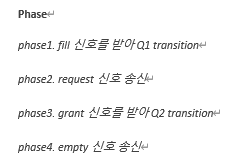 Phase
phase1. fill 신호를 받아 Q1 transition
phase2. request 신호 송신
phase3. grant 신호를 받아 Q2 transition
phase4. empty 신호 송신